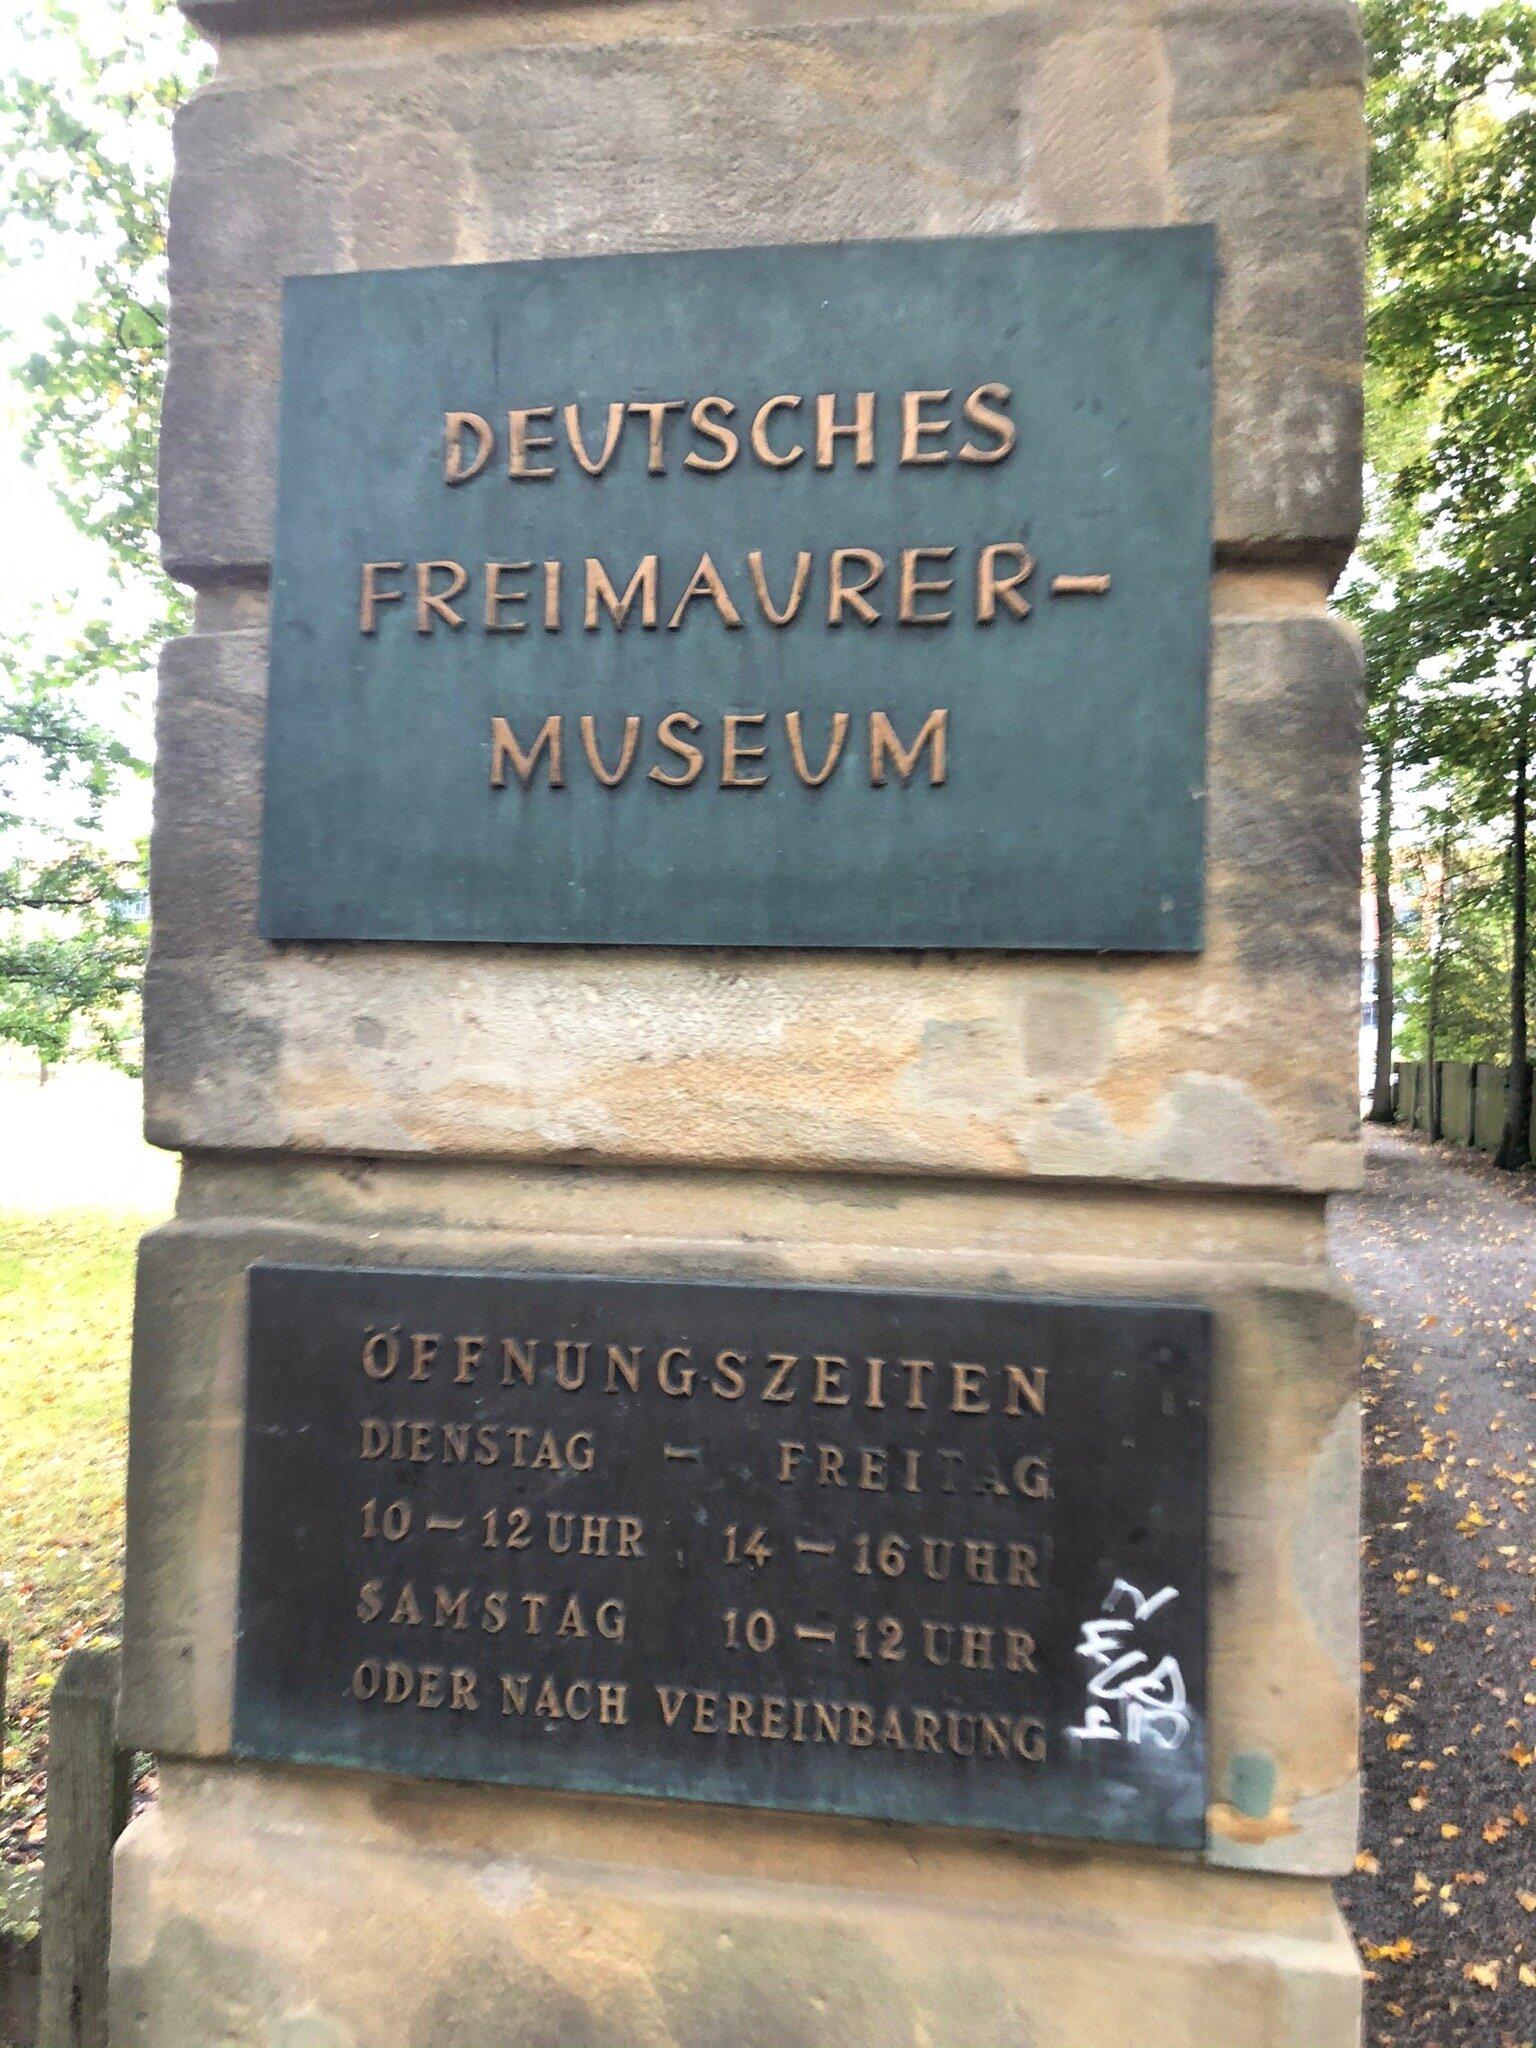 DEUTSCHES
FREIMAURER-
MUSEUM
ÖFFNUNGSZEITEN
DIENSTAG – FREITAG
10 – 12 UHR 14 – 16 UHR
SAMSTAG 10 – 12 UHR
ODER NACH VEREINBARUNG